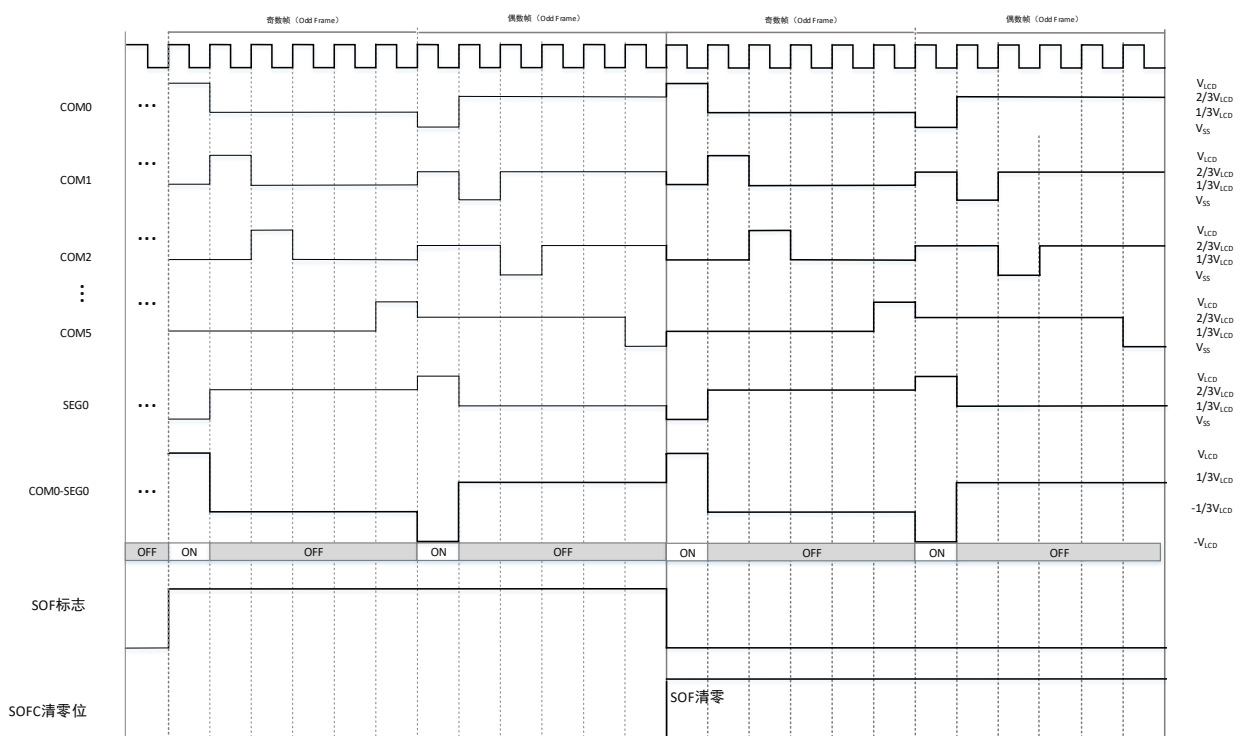 奇数帧（Odd Frame）
偶数帧（Odd Frame）
奇数帧（Odd Frame）
偶数帧（Odd Frame）
COM0
...
VLCD
2/3VLCD
1/3VLCD
VSS
COM1
...
VLCD
2/3VLCD
1/3VLCD
VSS
COM2
...
VLCD
2/3VLCD
1/3VLCD
VSS
⋮
COM5
...
VLCD
2/3VLCD
1/3VLCD
VSS
SEG0
...
VLCD
2/3VLCD
1/3VLCD
VSS
COM0-SEG0
...
VLCD
1/3VLCD
-1/3VLCD
-VLCD
OFF ON OFF ON OFF ON OFF ON OFF
SOF标志
SOF清零
SOFC清零位